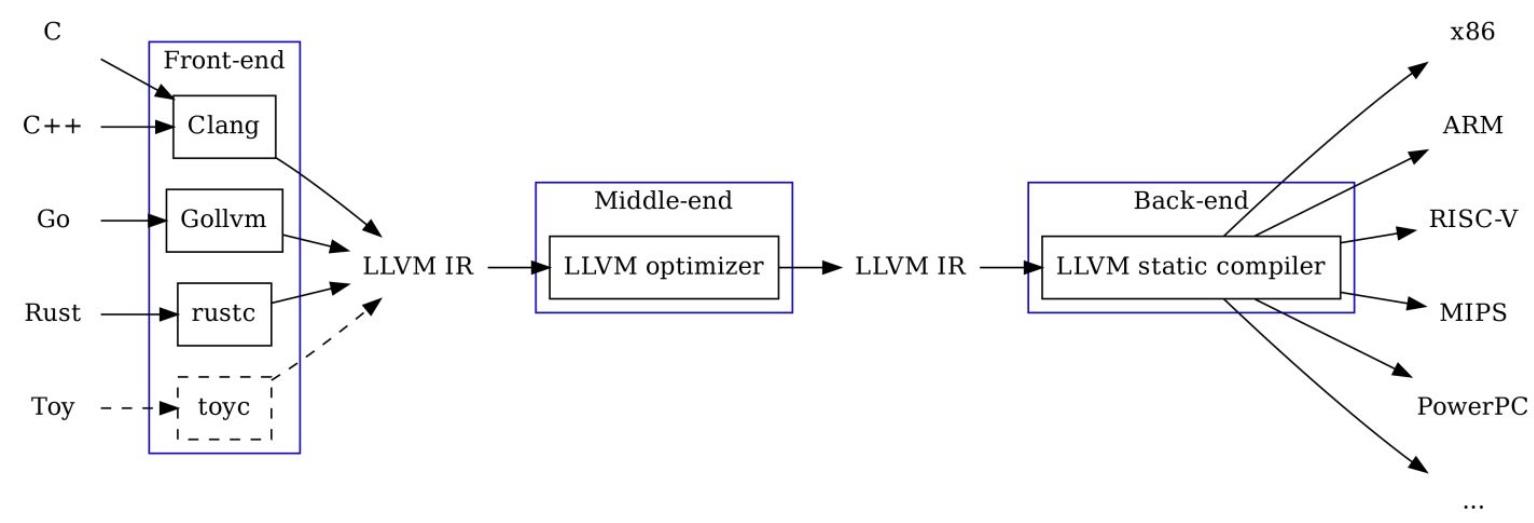 C
C++
Go
Rust
Toy
Front-end
Clang
Gollvm
rustc
toyc
LLVM IR
Middle-end
LLVM optimizer
LLVM IR
Back-end
LLVM static compiler
x86
ARM
RISC-V
MIPS
PowerPC
...